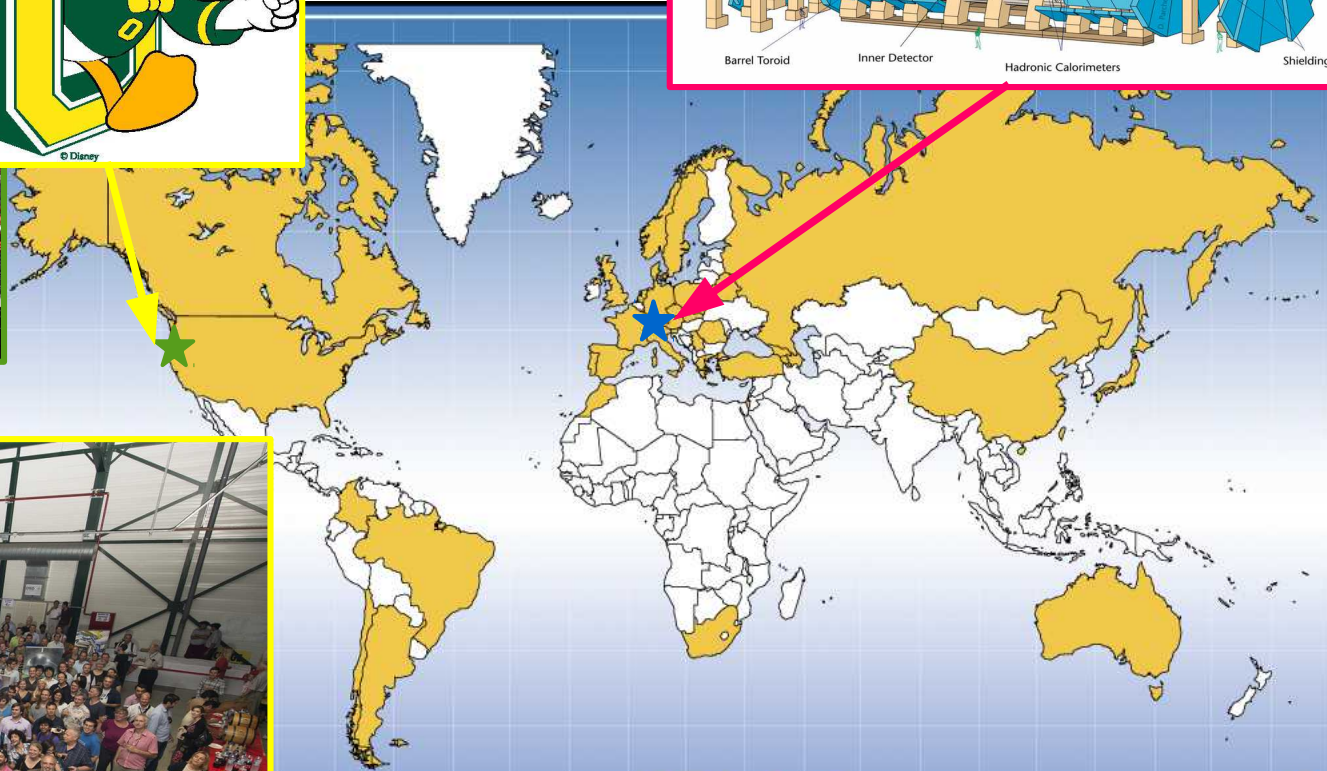 Barrel Toroid
Inner Detector
Hadronic Calorimeters
Shielding
© Disney